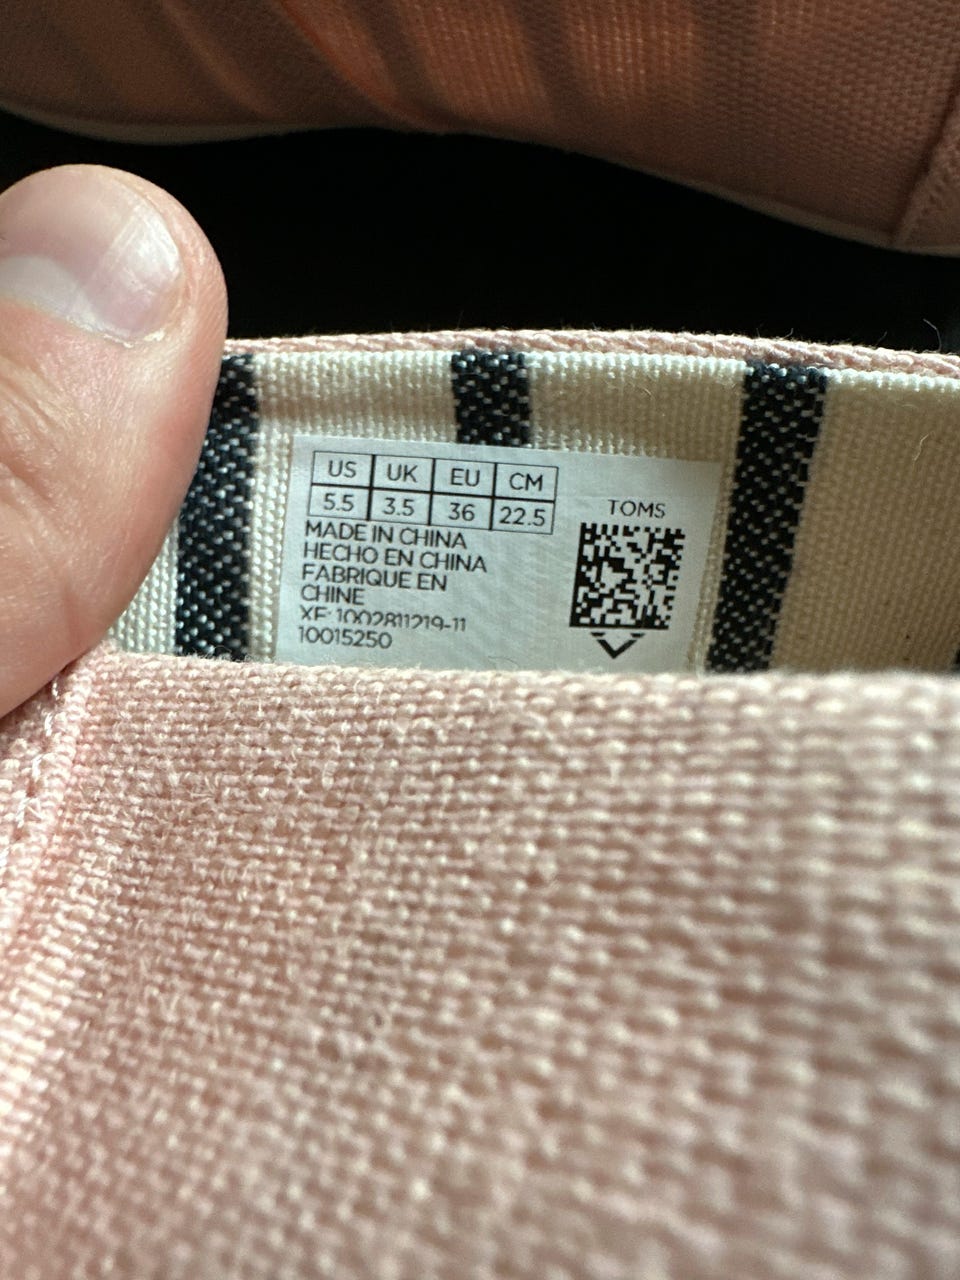 US UK EU CM
5.5 3.5 36 22.5
MADE IN CHINA
HECHO EN CHINA
FABRIQUE EN
CHINE
XF: 1002811219-11
10015250
TOMS